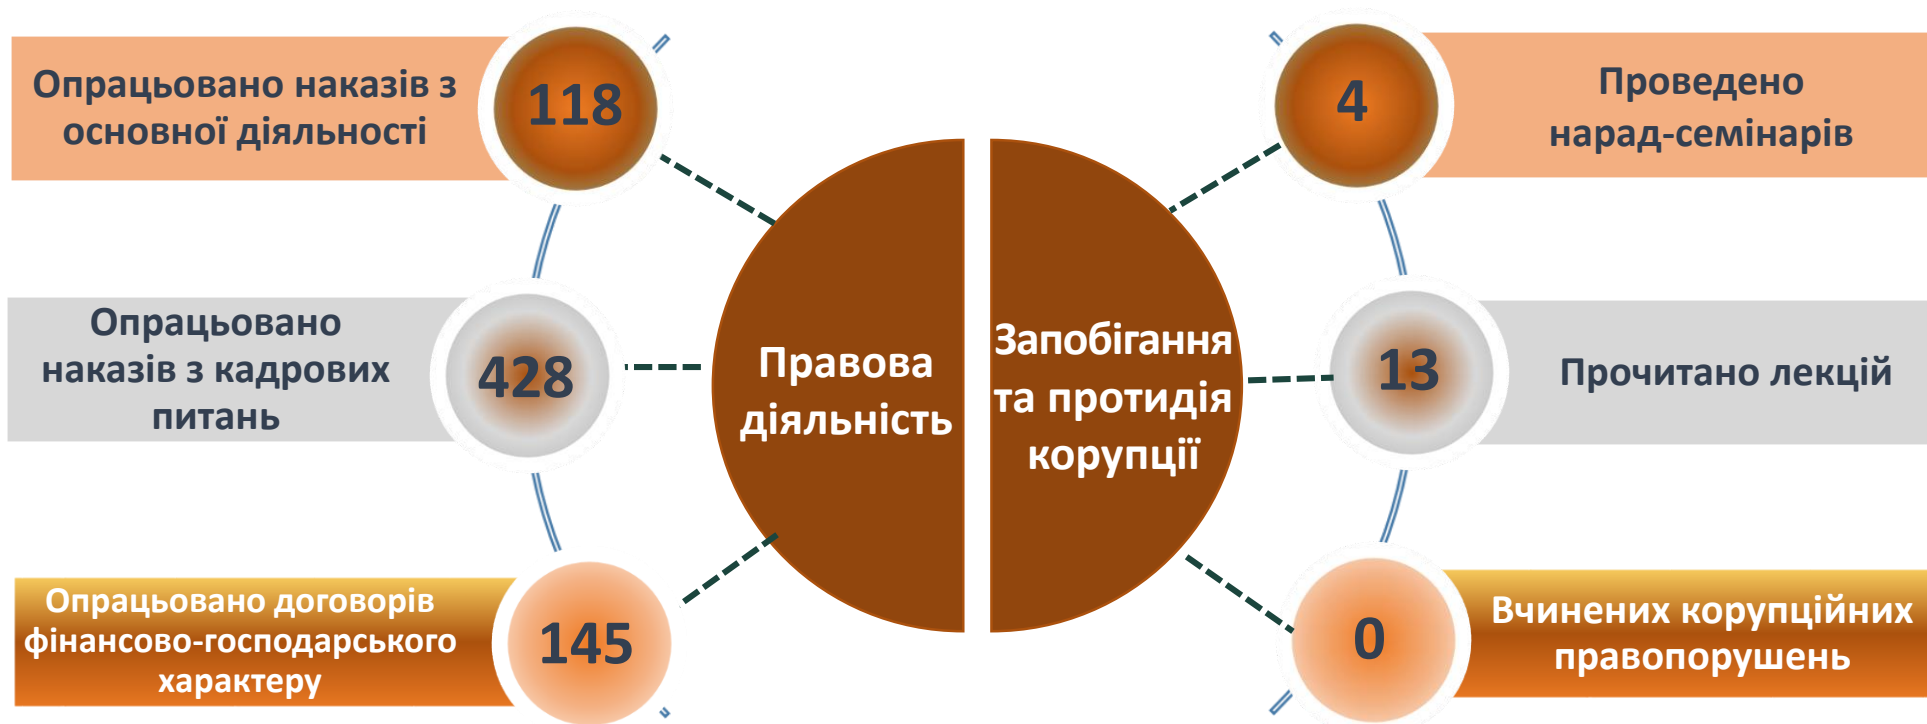 Опрацьовано наказів з
основної діяльності
118
Опрацьовано
наказів з кадрових
питань
428
Опрацьовано договорів
фінансово-господарського
характеру
145
Правова
діяльність
Запобігання
та протидія
корупції
4
Проведено
нарад-семінарів
13
Прочитано лекцій
0
Вчинених корупційних
правопорушень